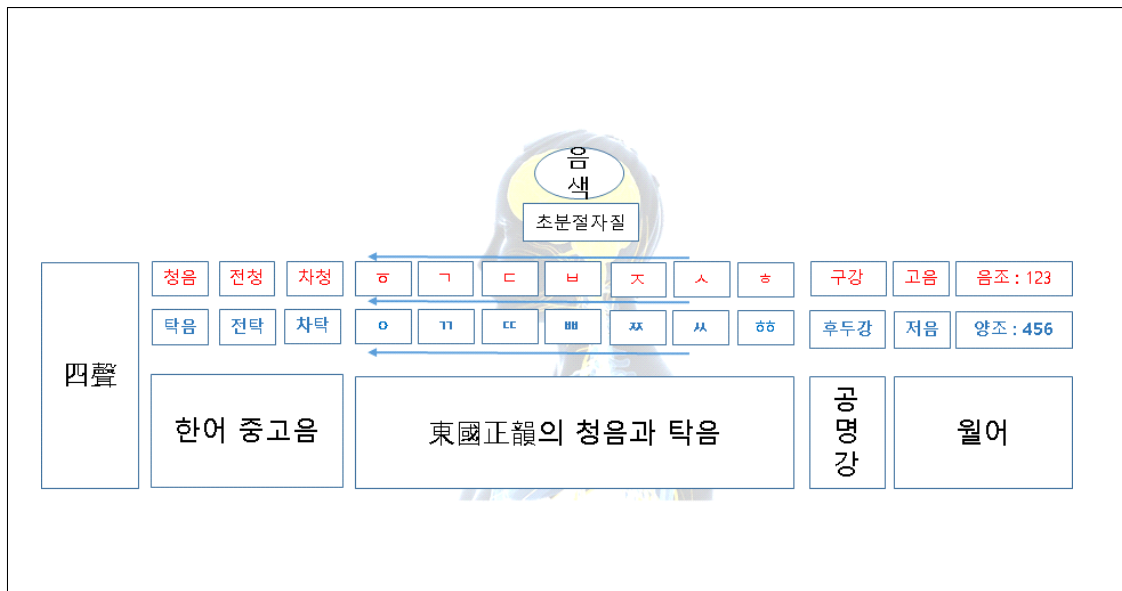 음
색
초분절자질
청음 전청 차청 ㆆ ㄱ ㄷ ㅂ ㅈ ㅅ ㅎ 구강 고음 음조 : 123
탁음 전탁 차탁 ㆁ ㄲ ㄸ ㅃ ㅉ ㅆ ㆅ 후두강 저음 양조 : 456
四聲
한어 중고음
東國正韻의 청음과 탁음
공
명
강
월어